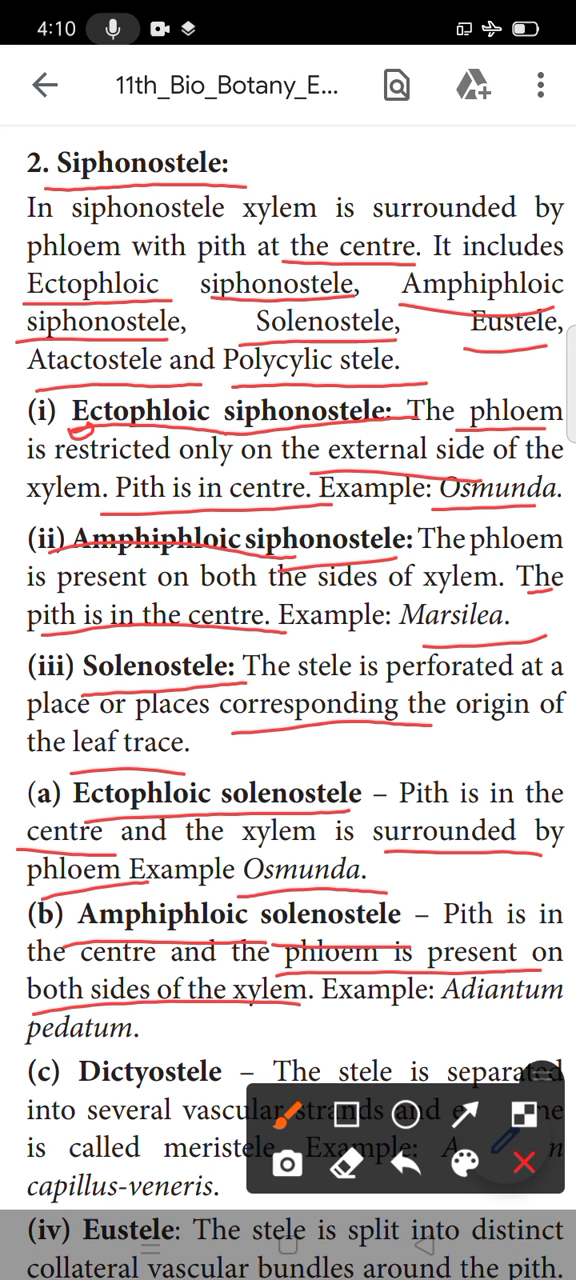 4:10
11th_Bio_Botany_E...
2. Siphonostele:
In siphonostele xylem is surrounded by
phloem with pith at the centre. It includes
Ectophloic siphonostele, Amphiphloic
siphonostele, Solenostele, Eustele,
Atactostele and Polycylic stele.
(i) Ectophloic siphonostele: The phloem
is restricted only on the external side of the
xylem. Pith is in centre. Example: Osmunda.
(ii) Amphiphloic siphonostele: The phloem
is present on both the sides of xylem. The
pith is in the centre. Example: Marsilea.
(iii) Solenostele: The stele is perforated at a
place or places corresponding the origin of
the leaf trace.
(a) Ectophloic solenostele – Pith is in the
centre and the xylem is surrounded by
phloem Example Osmunda.
(b) Amphiphloic solenostele – Pith is in
the centre and the phloem is present on
both sides of the xylem. Example: Adiantum
pedatum.
(c) Dictyostele – The stele is separated
into several vascular strands and
is called meristele. Example:
capillus-veneris.
(iv) Eustele: The stele is split into distinct
collateral vascular bundles around the pith.